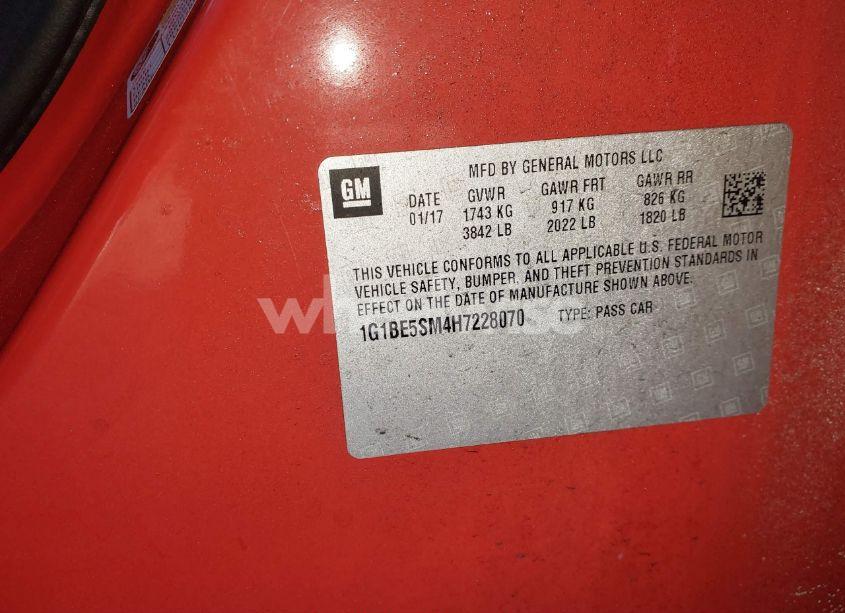 GM
MFD BY GENERAL MOTORS LLC
DATE GVWR GAWR FRT GAWR RR
01/17 1743 KG 917 KG 826 KG
3842 LB 2022 LB 1820 LB
THIS VEHICLE CONFORMS TO ALL APPLICABLE U.S. FEDERAL MOTOR
VEHICLE SAFETY, BUMPER, AND THEFT PREVENTION STANDARDS IN
EFFECT ON THE DATE OF MANUFACTURE SHOWN ABOVE.
1G1BE5SM4H7228070 TYPE: PASS CAR